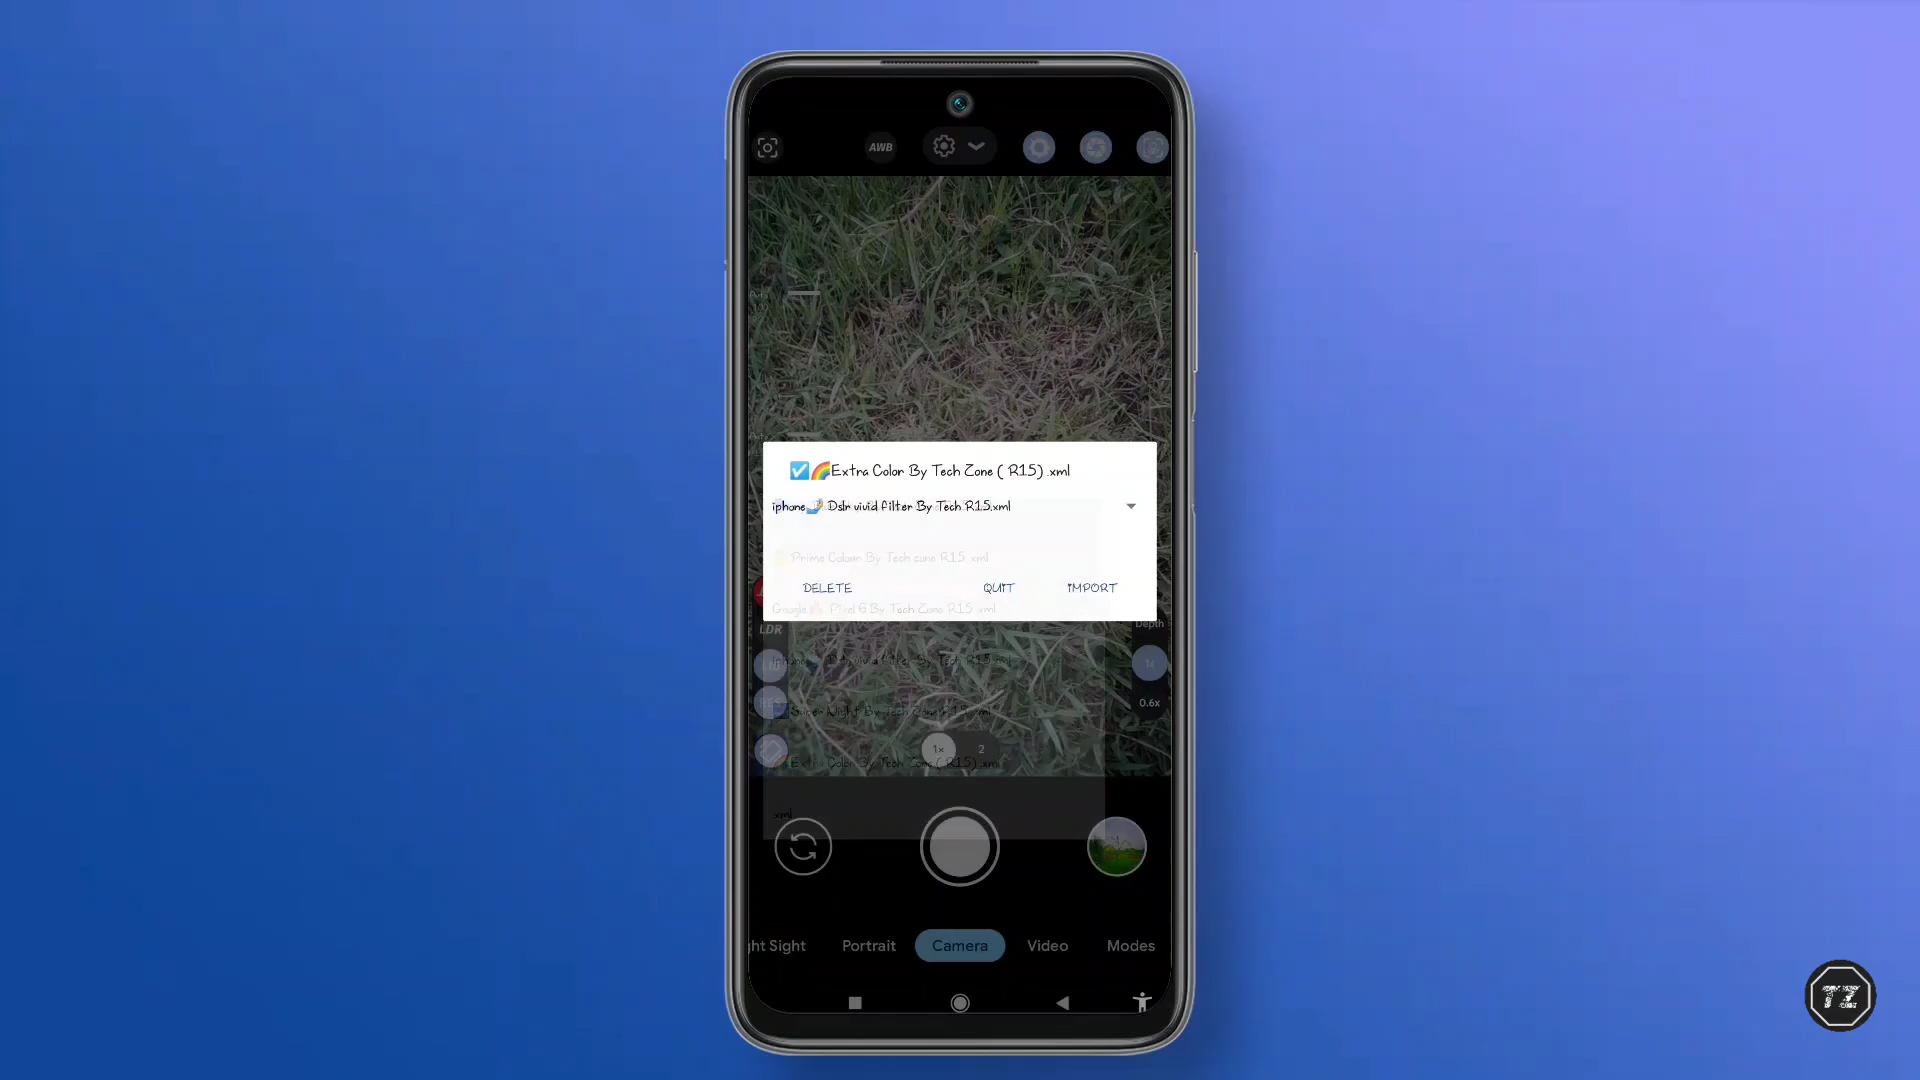 AWB
☑️🌈Extra Color By Tech Zone ( R15) .xml
iphone🤳 Dslr vivid filter By Tech R15.xml
Prime Colour By Tech zone R15 .xml
DELETE QUIT IMPORT
Google Pixel 6 By Tech Zone R15 .xml
LDR
Depth
iphone Dslr vivid filter By Tech R15.xml
1x
RES
0.6x
Super Night By Tech Zone R15 .xml
1x 2
Extra Color By Tech Zone ( R15) .xml
.xml
ght Sight Portrait Camera Video Modes
TZ